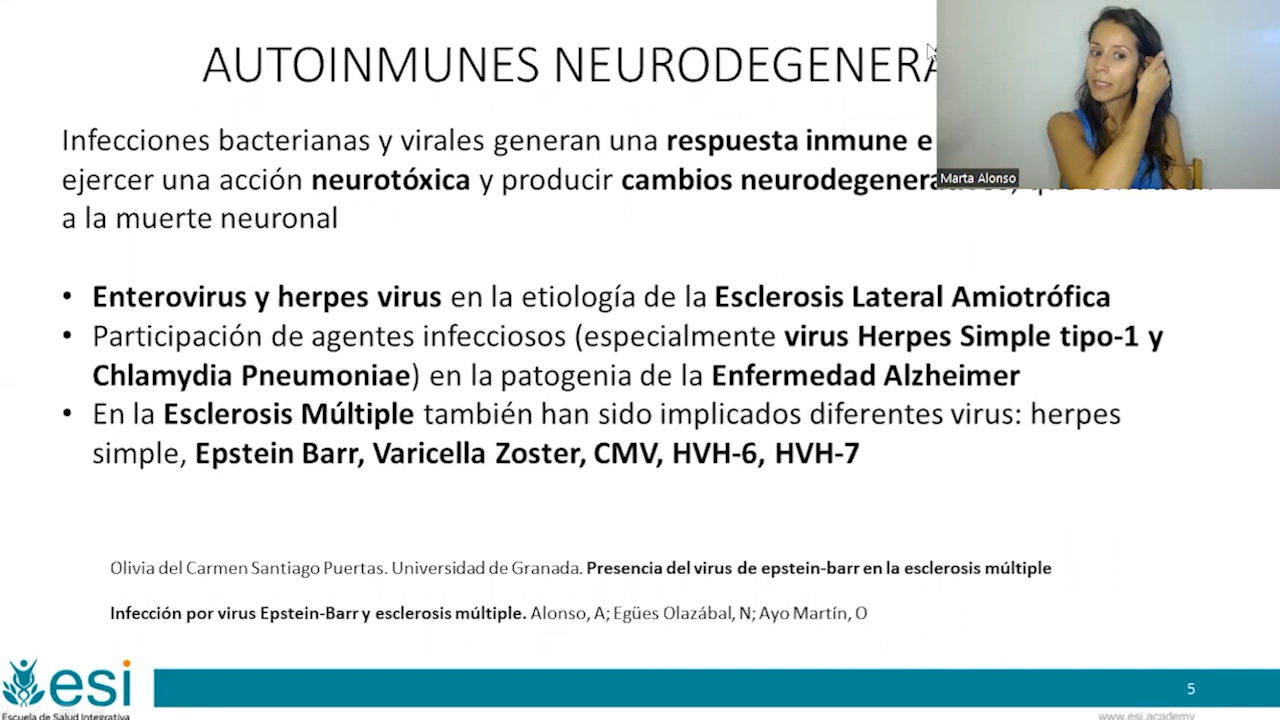 AUTOINMUNES NEURODEGENERA
Infecciones bacterianas y virales generan una respuesta inmune e
ejercer una acción neurotóxica y producir cambios neurodegenerativos, que conducen
a la muerte neuronal
• Enterovirus y herpes virus en la etiología de la Esclerosis Lateral Amiotrófica
• Participación de agentes infecciosos (especialmente virus Herpes Simple tipo-1 y
Chlamydia Pneumoniae) en la patogenia de la Enfermedad Alzheimer
• En la Esclerosis Múltiple también han sido implicados diferentes virus: herpes
simple, Epstein Barr, Varicella Zoster, CMV, HVH-6, HVH-7
Olivia del Carmen Santiago Puertas. Universidad de Granada. Presencia del virus de epstein-barr en la esclerosis múltiple
Infección por virus Epstein-Barr y esclerosis múltiple. Alonso, A; Egües Olazábal, N; Ayo Martín, O
Marta Alonso
esi
Escuela de Salud Integrativa
5
www.esi.academy